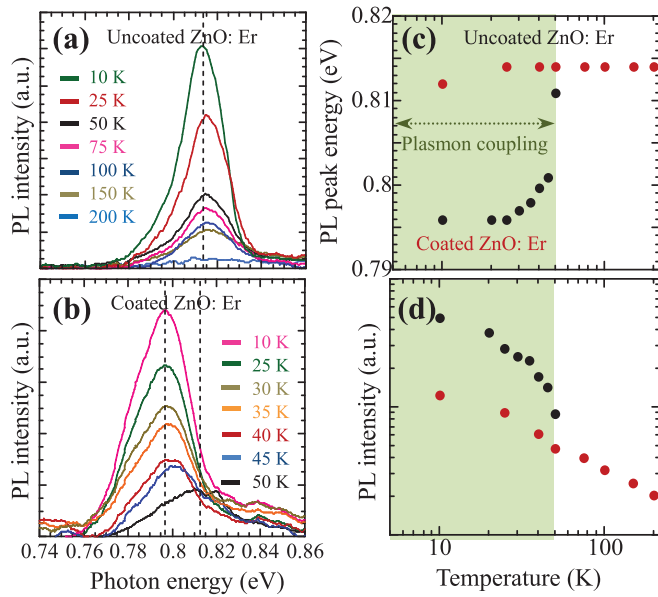 (a)
Uncoated ZnO: Er
10 K
25 K
50 K
75 K
100 K
150 K
200 K
PL intensity (a.u.)
(b)
Coated ZnO: Er
10 K
25 K
30 K
35 K
40 K
45 K
50 K
PL intensity (a.u.)
0.74 0.76 0.78 0.8 0.82 0.84 0.86
Photon energy (eV)
(c)
Uncoated ZnO: Er
Plasmon coupling
Coated ZnO: Er
0.82
0.81
0.8
0.79
PL peak energy (eV)
(d)
PL intensity (a.u.)
10 100
Temperature (K)